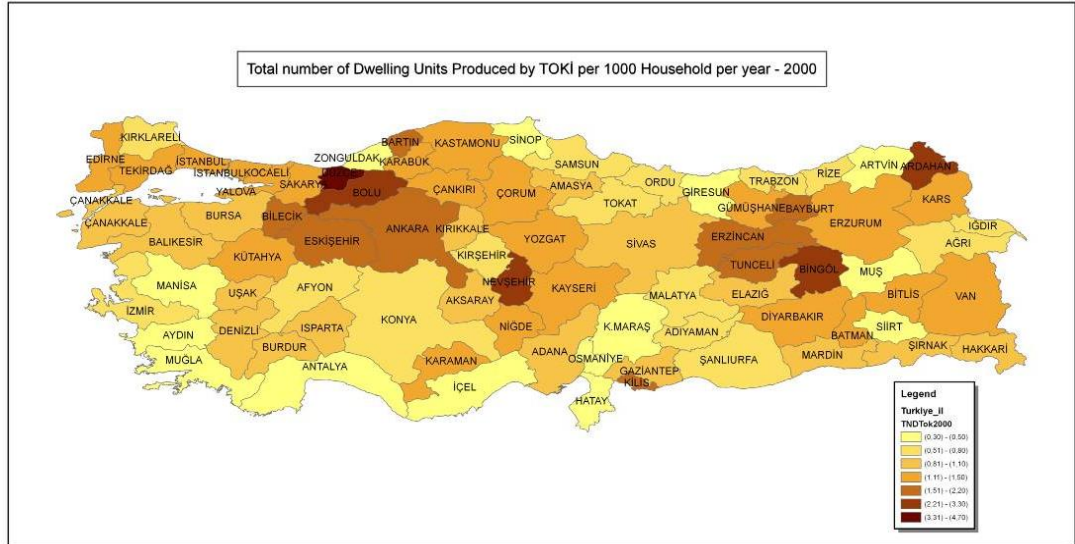 Total number of Dwelling Units Produced by TOKİ per 1000 Household per year - 2000
KIRKLARELİ
EDİRNE
TEKİRDAĞ
İSTANBUL
İSTANBUL
KOCAELİ
YALOVA
SAKARYA
ZONGULDAK
DÜZCE
BARTIN
KARABÜK
KASTAMONU
SİNOP
BOLU
ÇANKIRI
ÇORUM
SAMSUN
AMASYA
ORDU
TOKAT
GİRESUN
TRABZON
RİZE
ARTVİN
ARDAHAN
GÜMÜŞHANE
BAYBURT
ERZURUM
KARS
IĞDIR
AĞRI
ÇANAKKALE
ÇANAKKALE
BURSA
BİLECİK
BALIKESİR
ESKİŞEHİR
KÜTAHYA
ANKARA
KIRIKKALE
KIRŞEHİR
YOZGAT
SİVAS
ERZİNCAN
TUNCELİ
BİNGÖL
MUŞ
MANİSA
UŞAK
AFYON
NEVŞEHİR
AKSARAY
KAYSERİ
MALATYA
ELAZIĞ
BİTLİS
VAN
İZMİR
AYDIN
DENİZLİ
ISPARTA
BURDUR
KONYA
NİĞDE
K.MARAŞ
ADIYAMAN
DİYARBAKIR
BATMAN
SİİRT
ŞIRNAK
HAKKARİ
MUĞLA
ANTALYA
KARAMAN
İÇEL
ADANA
OSMANİYE
GAZİANTEP
KİLİS
HATAY
ŞANLIURFA
MARDİN
Legend
Turkiye_il
TNDTok2000
(0,30) - (0,50)
(0,51) - (0,80)
(0,81) - (1,10)
(1,11) - (1,50)
(1,51) - (2,20)
(2,21) - (3,30)
(3,31) - (4,70)